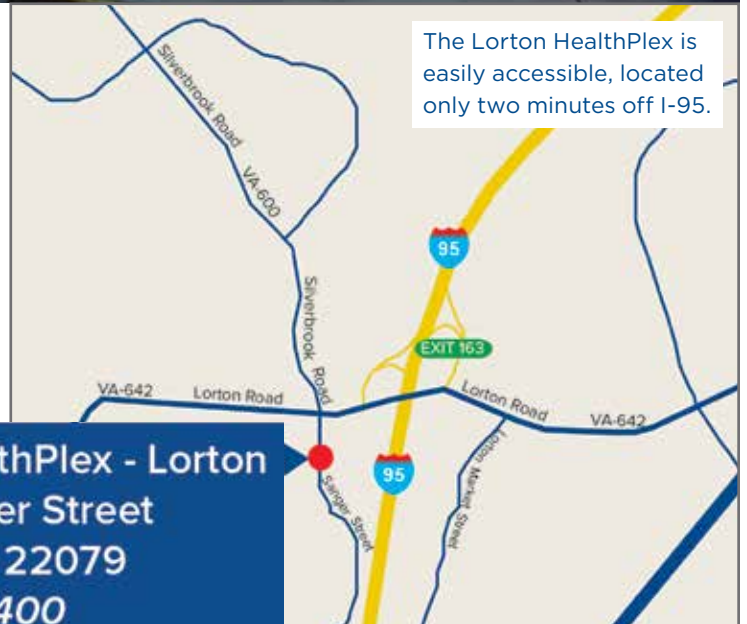 The Lorton HealthPlex is
easily accessible, located
only two minutes off I-95.
Silverbrook Road
VA-600
95
Silverbrook Road
EXIT 163
VA-642
Lorton Road
Lorton Road
VA-642
Lorton Market Street
95
Sanger Street
thPlex - Lorton
er Street
22079
400